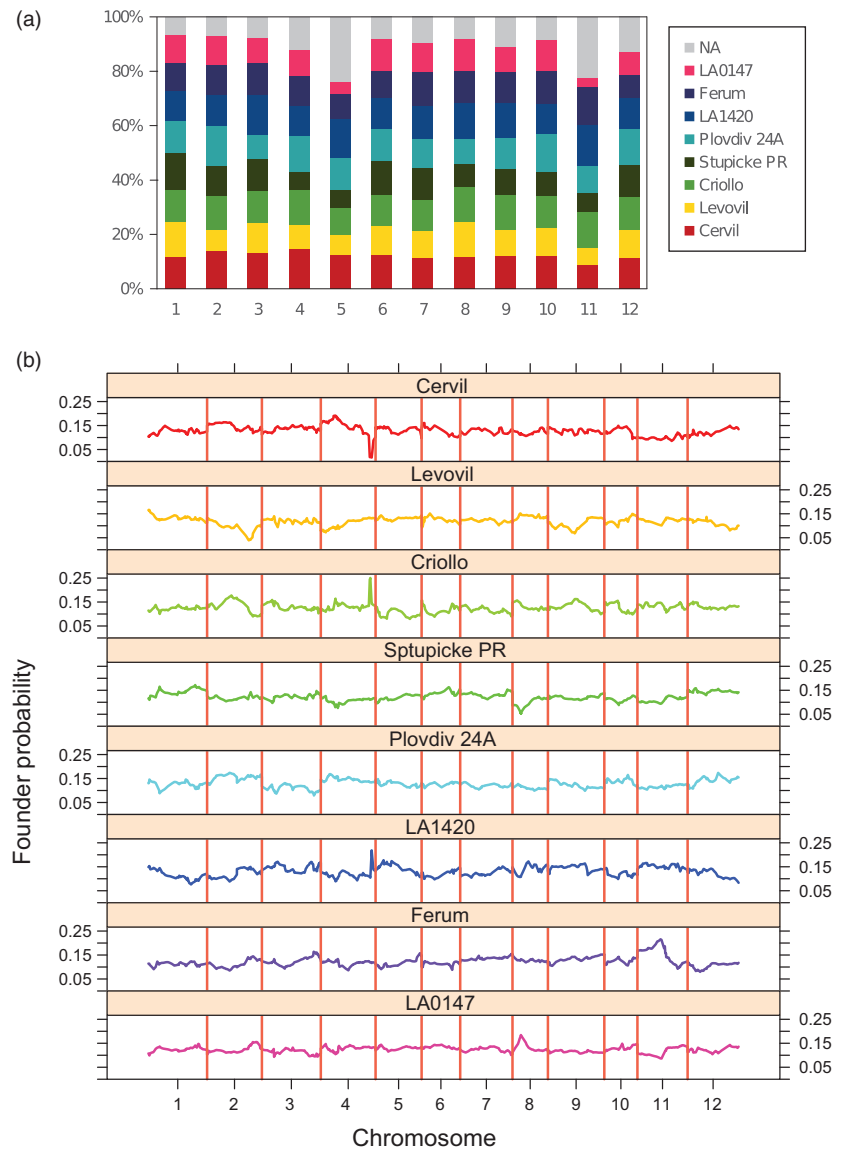 (a)
100%
80%
60%
40%
20%
0%
1 2 3 4 5 6 7 8 9 10 11 12
NA
LA0147
Ferum
LA1420
Plovdiv 24A
Stupicke PR
Criollo
Levovil
Cervil
(b)
Cervil
0.25
0.15
0.05
Levovil
0.25
0.15
0.05
Criollo
0.25
0.15
0.05
Sptupicke PR
0.25
0.15
0.05
Plovdiv 24A
0.25
0.15
0.05
LA1420
0.25
0.15
0.05
Ferum
0.25
0.15
0.05
LA0147
0.25
0.15
0.05
Founder probability
1 2 3 4 5 6 7 8 9 10 11 12
Chromosome